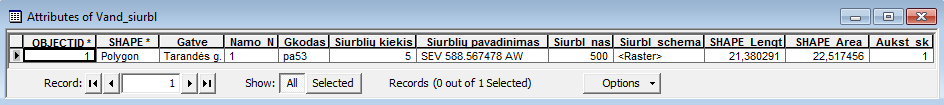 Attributes of Vand_siurbl
OBJECTID * SHAPE * Gatve Namo_N Gkodas Siurblių kiekis Siurblių pavadinimas Siurbl_nas Siurbl_schema SHAPE_Lengt SHAPE_Area Aukst_sk
1 Polygon Tarandės g. 1 pa53 5 SEV 588.567478 AW 500 <Raster> 21,380291 22,517456 1
Record: 1 Show: All Selected Records (0 out of 1 Selected) Options